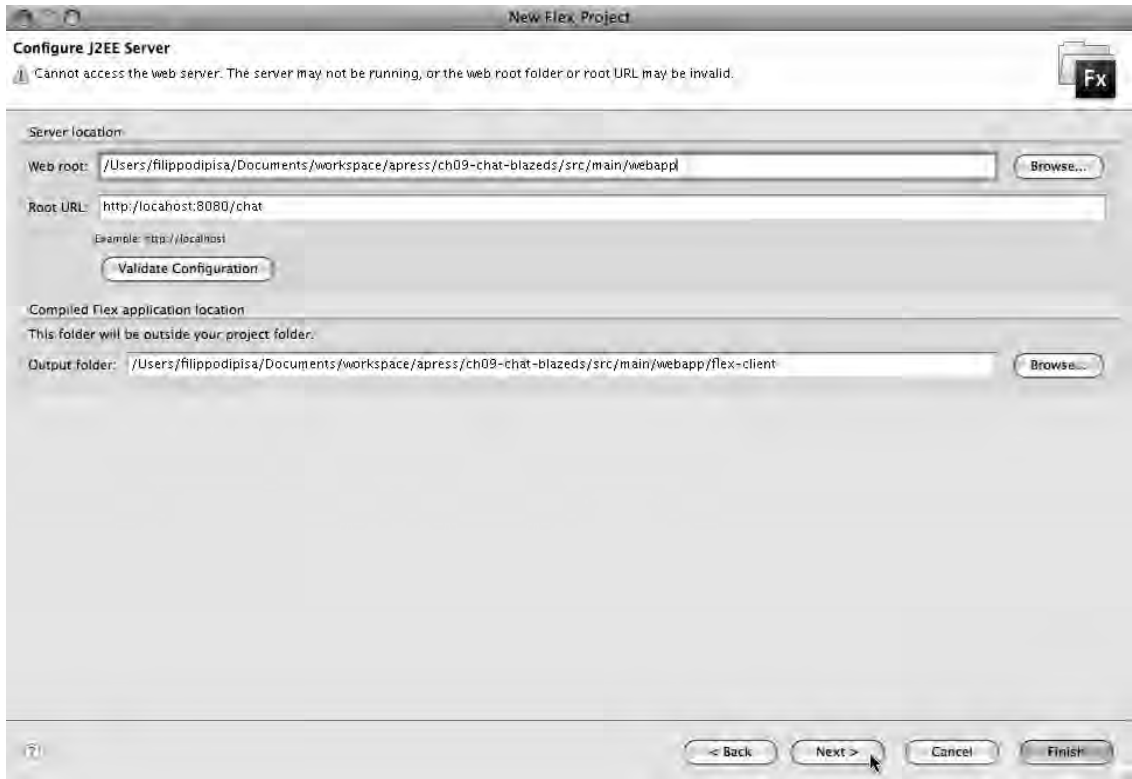 New Flex Project
Configure J2EE Server
Cannot access the web server. The server may not be running, or the web root folder or root URL may be invalid.
Fx
Server location
Web root: /Users/filippodipisa/Documents/workspace/apress/ch09-chat-blazeds/src/main/webapp Browse...
Root URL: http:/locahost:8080/chat
Example: http://localhost
Validate Configuration
Compiled Flex application location
This folder will be outside your project folder.
Output folder: /Users/filippodipisa/Documents/workspace/apress/ch09-chat-blazeds/src/main/webapp/flex-client Browse...
? < Back Next > Cancel Finish